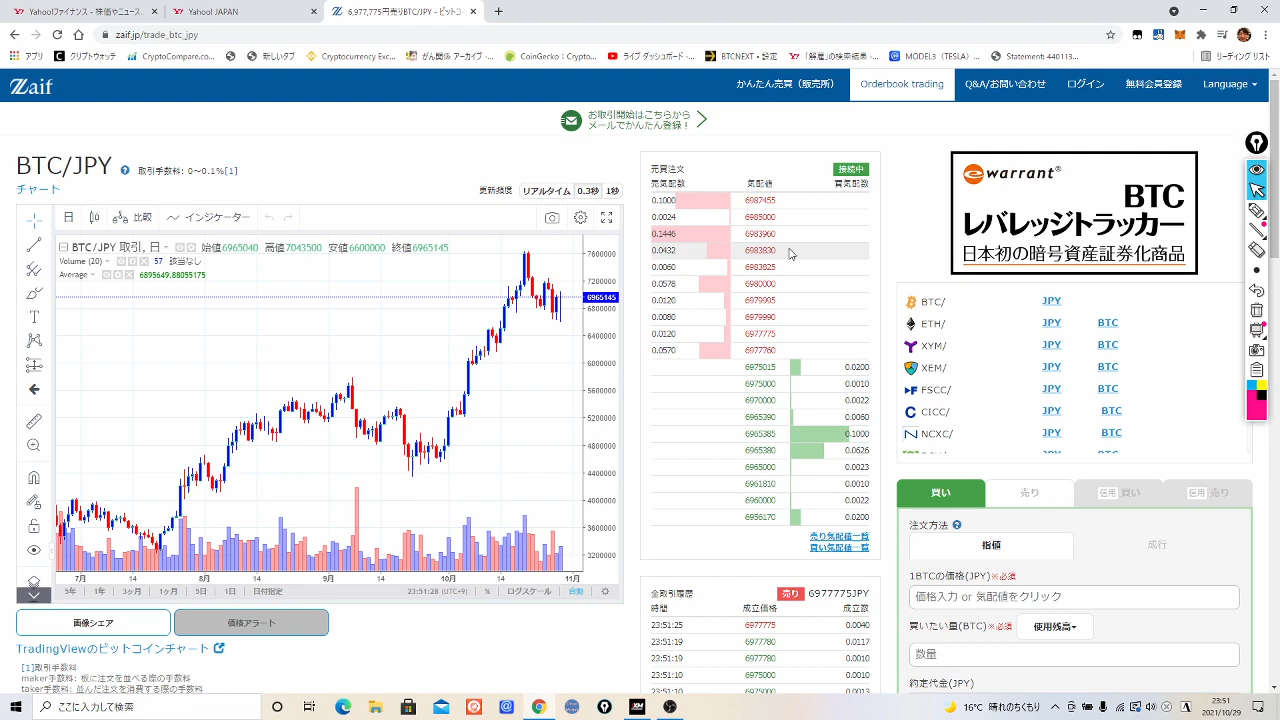 Yahoo!ファイナンス - 株価やニュース
Yahoo! JAPAN
6,977,775円売りBTC/JPY - ビットコ
zaif.jp/trade_btc_jpy
アプリ
クリプトウオッチ
CryptoCompare.co...
新しいタブ
Cryptocurrency Exc...
がん関係 アーカイブ -...
CoinGecko：Crypto...
ライブ ダッシュボード -...
BTCNEXT • 設定
「解雇」の検索結果 -...
MODEL3（TESLA）...
Statement: 440113...
リーディング リスト
Zaif
かんたん売買（販売所）
Orderbook trading
Q&A/お問い合わせ
ログイン
無料会員登録
Language
お取引開始はこちらから
メールでかんたん登録！
BTC/JPY
取引手数料: 0~0.1%[1]
チャート
更新頻度
リアルタイム
0.3秒
1秒
日
比較
インジケーター
BTC/JPY 取引, 日
始値6965040 高値7043500 安値6600000 終値6965145
Volume (20)
57 該当なし
Average
6895649.88055175
7600000
7200000
6965145
6800000
6400000
6000000
5600000
5200000
4800000
4400000
4000000
3600000
3200000
7月 14 8月 14 9月 14 10月 14 11月
5年 1年 3ヶ月 1ヶ月 5日 1日 日付指定
23:51:28 (UTC+9)
% ログスケール 自動
画像シェア
価格アラート
TradingViewのビットコインチャート
[1]取引手数料
maker手数料: 板に注文を並べる際の手数料
taker手数料: 並んだ注文を消費する際の手数料
売買注文
接続中
売気配数 気配値 買気配数
0.1000 6987455
0.0024 6985000
0.1446 6983960
0.0432 6983830
0.0060 6983825
0.0578 6980000
0.0120 6979995
0.0080 6979990
0.0120 6977775
0.0570 6977760
6975015 0.0200
6975000 0.0010
6970000 0.0022
6965390 0.0060
6965385 0.1000
6965380 0.0626
6965000 0.0023
6961810 0.0010
6960000 0.0022
6956170 0.0200
売り気配値一覧
買い気配値一覧
全取引履歴
売り
6977775JPY
時間 成立価格 成立数
23:51:25 6977775 0.0040
23:51:19 6977780 0.0117
23:51:19 6977780 0.0010
23:51:10 6975000 0.0010
23:51:10 6975000 0.0013
e warrant®
BTC
レバレッジトラッカー
日本初の暗号資産証券化商品
BTC/ JPY
ETH/ JPY BTC
XYM/ JPY BTC
XEM/ JPY BTC
FSCC/ JPY BTC
CICC/ JPY BTC
NCXC/ JPY BTC
買い
売り
信用 買い
信用 売り
注文方法
指値
成行
1BTCの価格(JPY)※必須
価格入力 or 気配値をクリック
買いたい量(BTC)※必須
使用残高
数量
約定代金(JPY)
ここに入力して検索
16°C 晴れのちくもり
23:51
2021/10/29